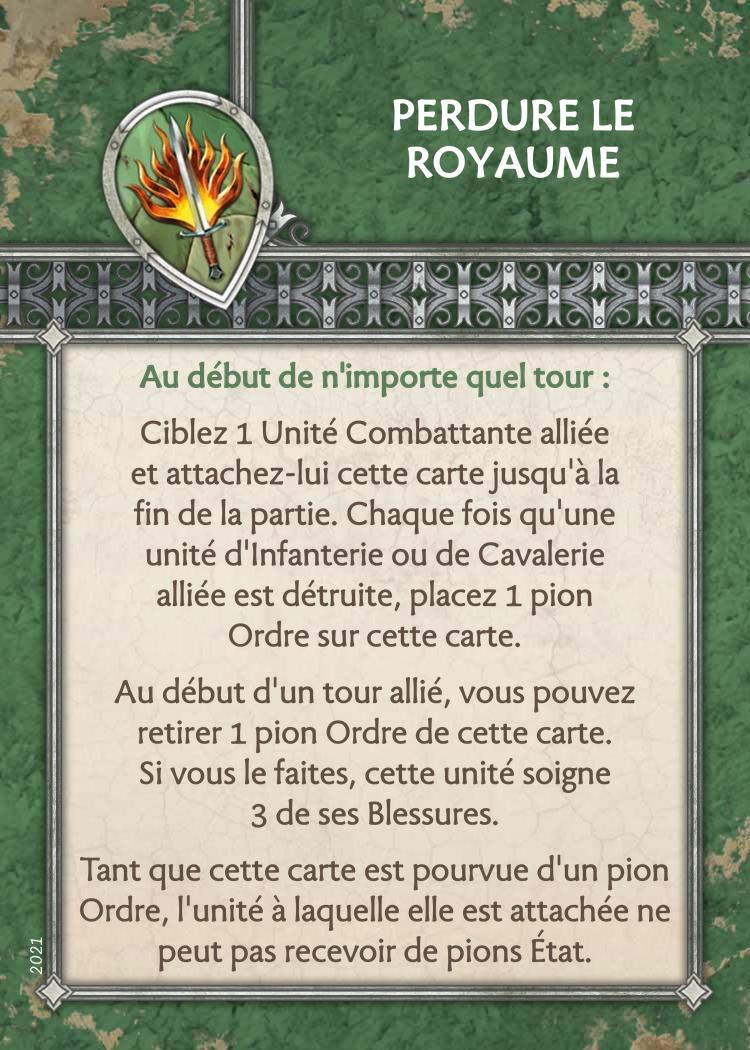 PERDURE LE
ROYAUME
Au début de n'importe quel tour :
Ciblez 1 Unité Combattante alliée
et attachez-lui cette carte jusqu'à la
fin de la partie. Chaque fois qu'une
unité d'Infanterie ou de Cavalerie
alliée est détruite, placez 1 pion
Ordre sur cette carte.
Au début d'un tour allié, vous pouvez
retirer 1 pion Ordre de cette carte.
Si vous le faites, cette unité soigne
3 de ses Blessures.
Tant que cette carte est pourvue d'un pion
Ordre, l'unité à laquelle elle est attachée ne
peut pas recevoir de pions État.
2021